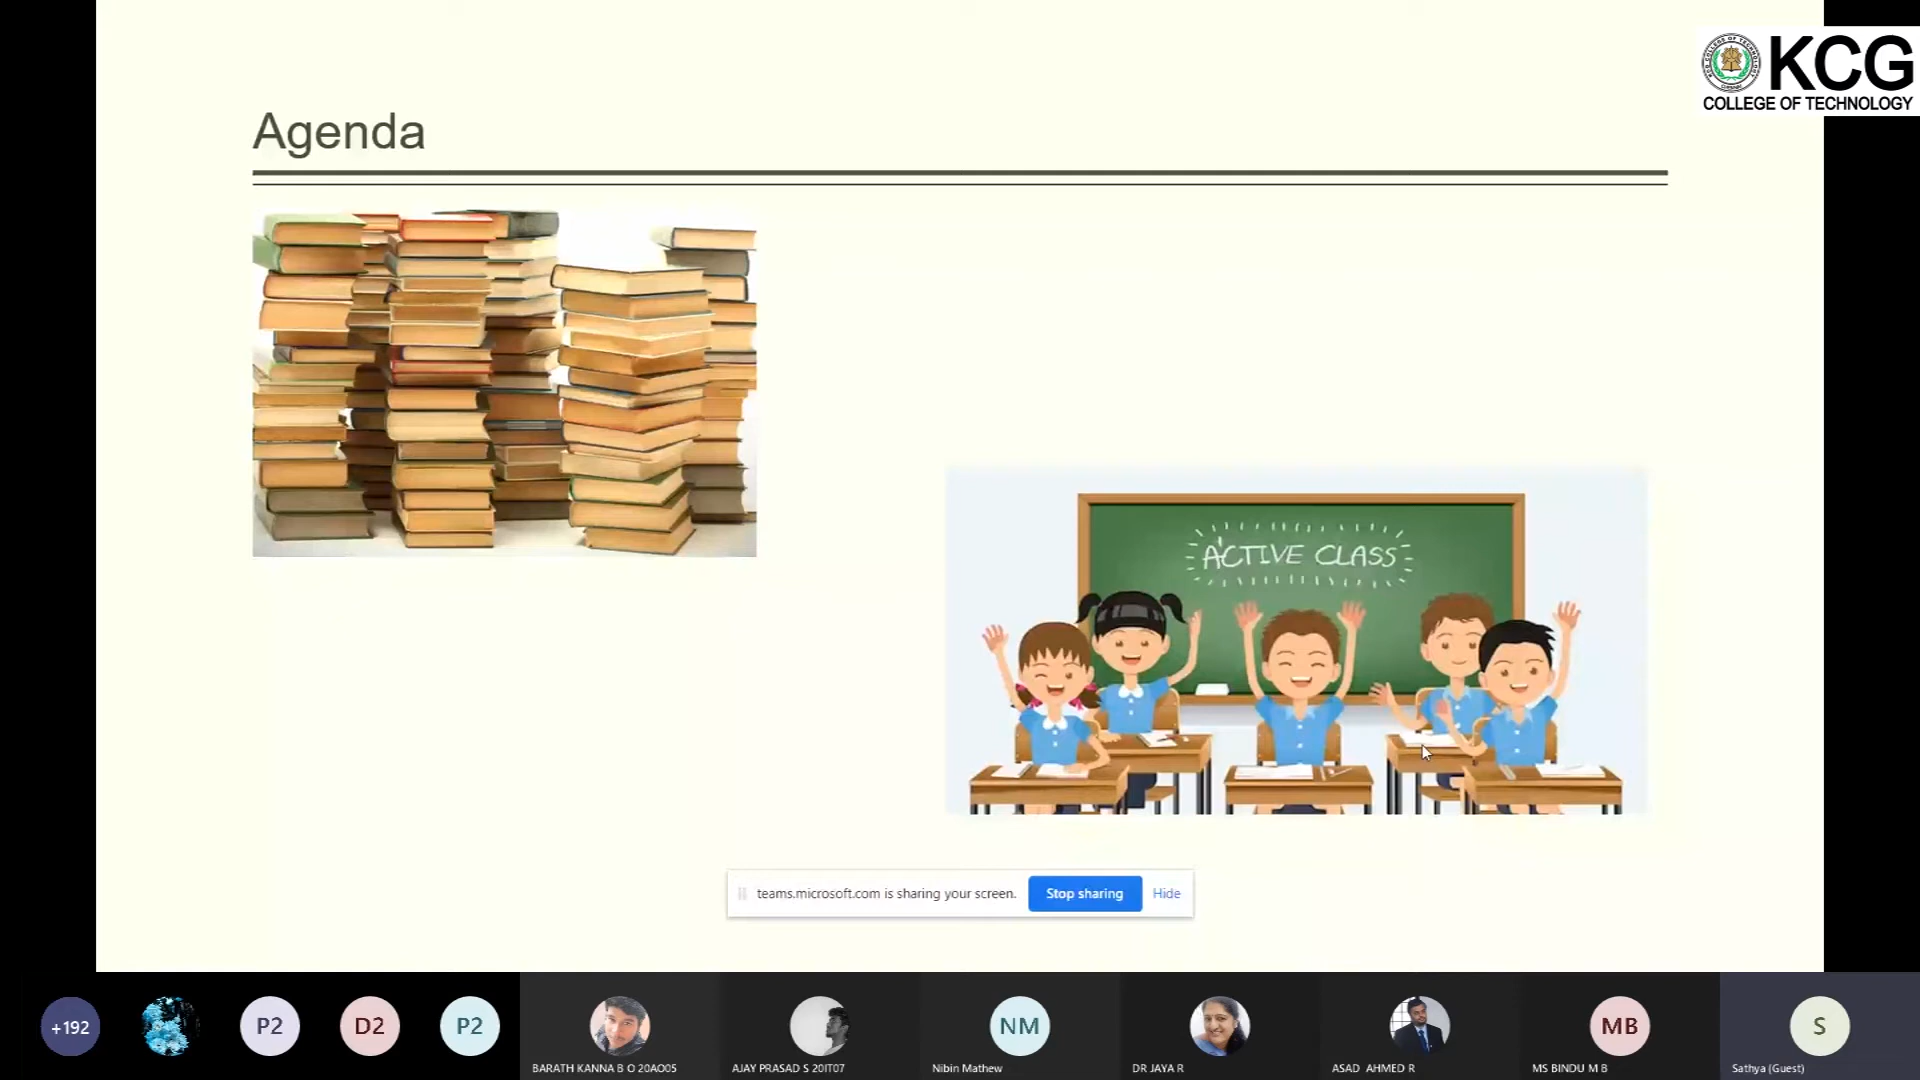 KCG
COLLEGE OF TECHNOLOGY
Agenda
ACTIVE CLASS
teams.microsoft.com is sharing your screen.
Stop sharing
Hide
+192
P2
D2
P2
NM
MB
S
BARATH KANNA B O 20AO05
AJAY PRASAD S 20IT07
Nibin Mathew
DR JAYA R
ASAD AHMED R
MS BINDU M B
Sathya (Guest)